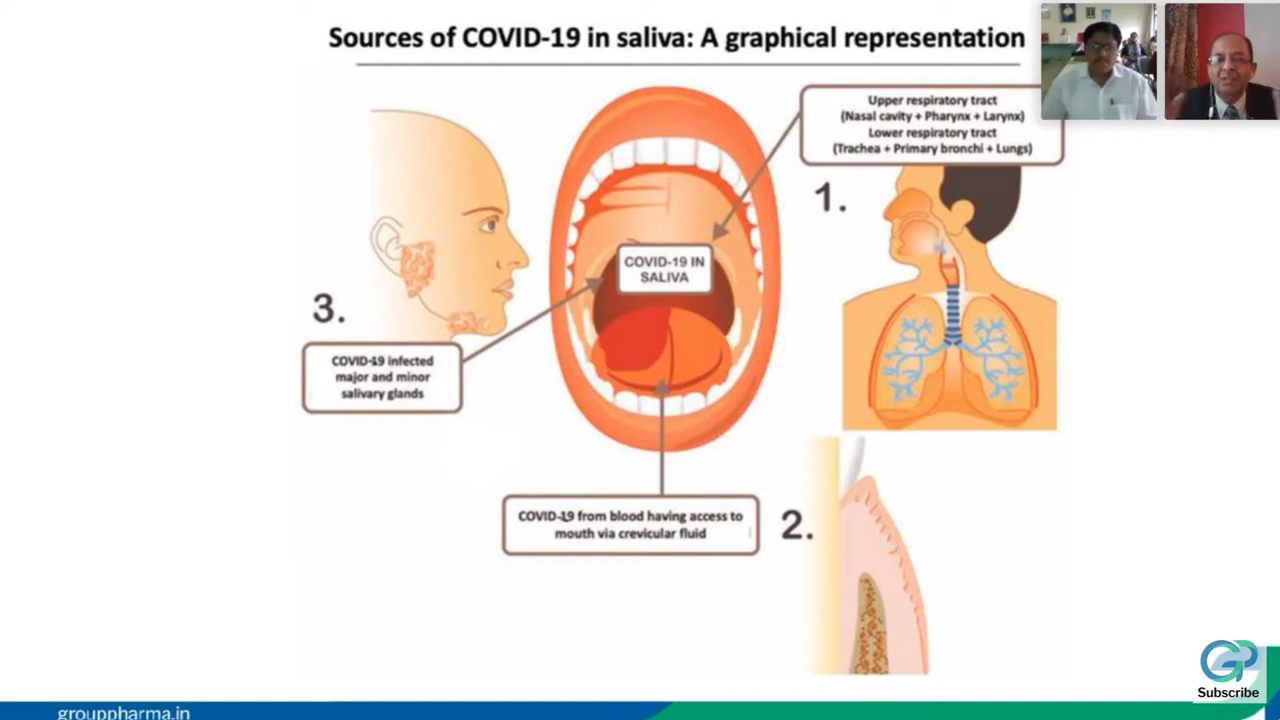 Sources of COVID-19 in saliva: A graphical representation
Upper respiratory tract
(Nasal cavity + Pharynx + Larynx)
Lower respiratory tract
(Trachea + Primary bronchi + Lungs)
1.
COVID-19 IN
SALIVA
3.
COVID-19 infected
major and minor
salivary glands
COVID-19 from blood having access to
mouth via crevicular fluid
2.
GP
Subscribe
grouppharma.in